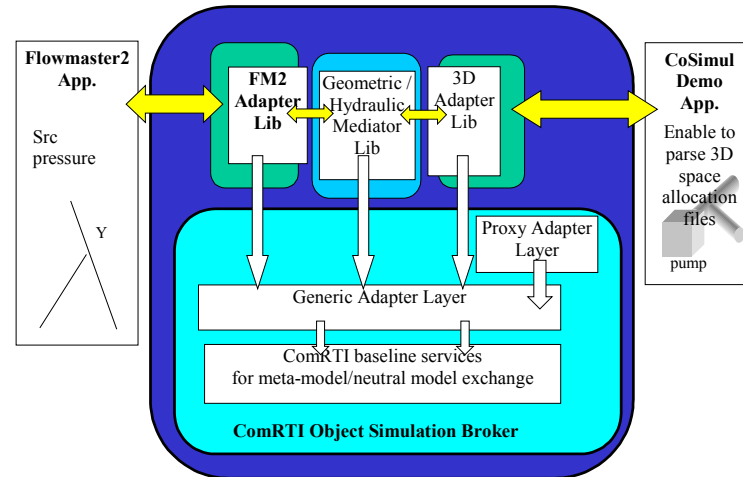 Flowmaster2
App.
Src
pressure
Y
FM2
Adapter
Lib
Geometric /
Hydraulic
Mediator
Lib
3D
Adapter
Lib
CoSimul
Demo
App.
Enable to
parse 3D
space
allocation
files
pump
Proxy Adapter
Layer
Generic Adapter Layer
ComRTI baseline services
for meta-model/neutral model exchange
ComRTI Object Simulation Broker